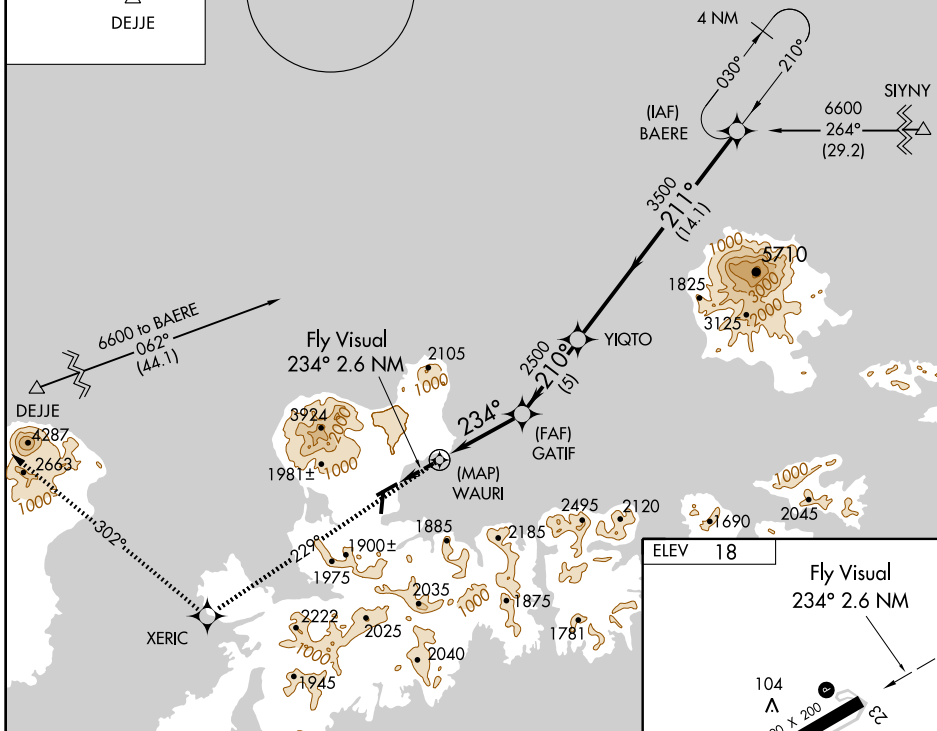 DEJJE
4 NM
030°
210°
SIYNY
(IAF)
BAERE
6600
264°
(29.2)
3500
211°
(14.1)
1000
5710
1825
3000
2000
3125
6600 to BAERE
062°
(44.1)
Fly Visual
234° 2.6 NM
2105
1000
YIQTO
2500
210°
(5)
DEJJE
4287
2663
1000
3924
2000
1981±
1000
234°
(FAF)
GATIF
(MAP)
WAURI
302°
229°
1900±
1975
1885
2185
2495
2120
1690
1000
2045
2035
1000
1875
2222
2025
1000
1781
XERIC
2040
1945
ELEV 18
Fly Visual
234° 2.6 NM
104
P
X 200
23